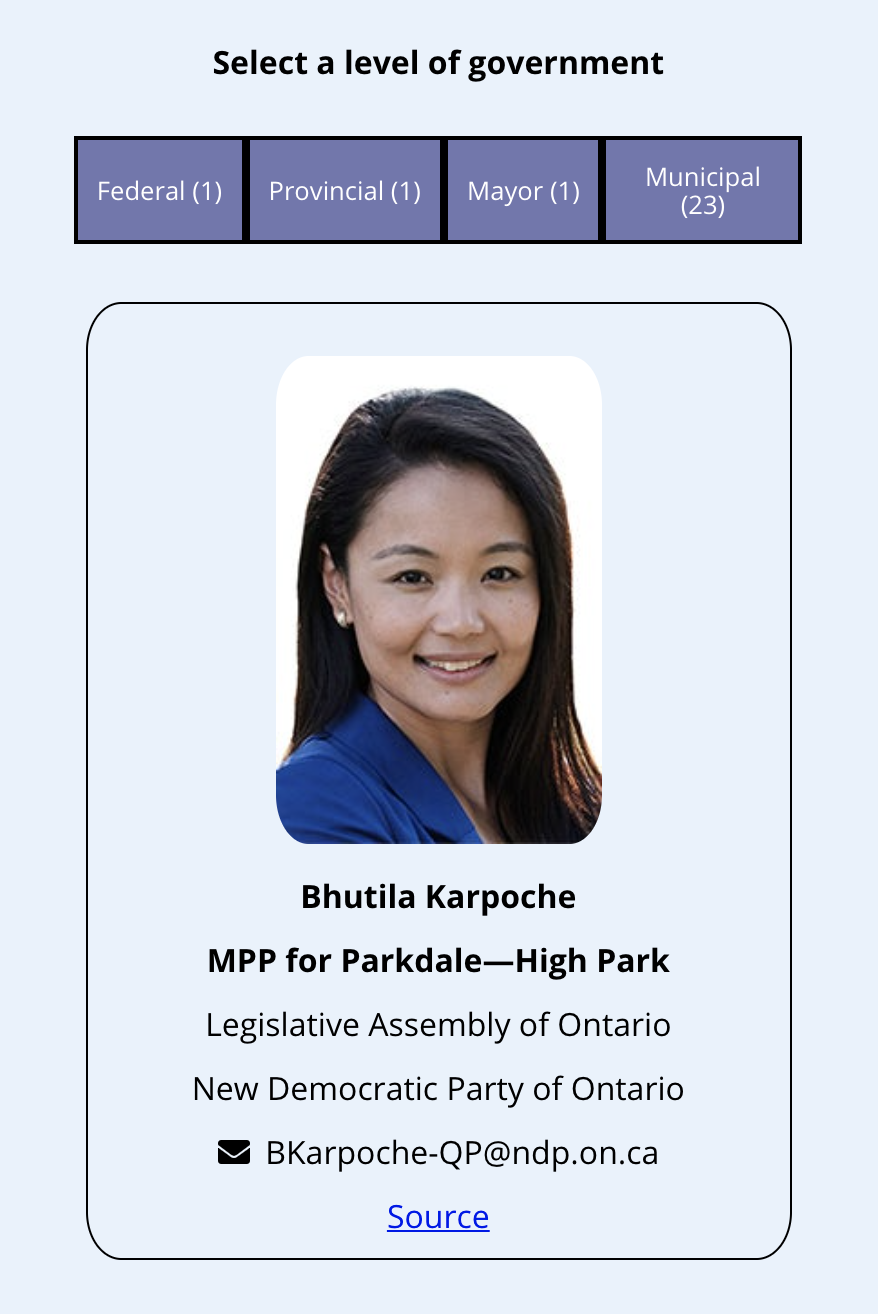 Select a level of government
Federal (1)
Provincial (1)
Mayor (1)
Municipal
(23)
Bhutila Karpoche
MPP for Parkdale—High Park
Legislative Assembly of Ontario
New Democratic Party of Ontario
BKarpoche-QP@ndp.on.ca
Source